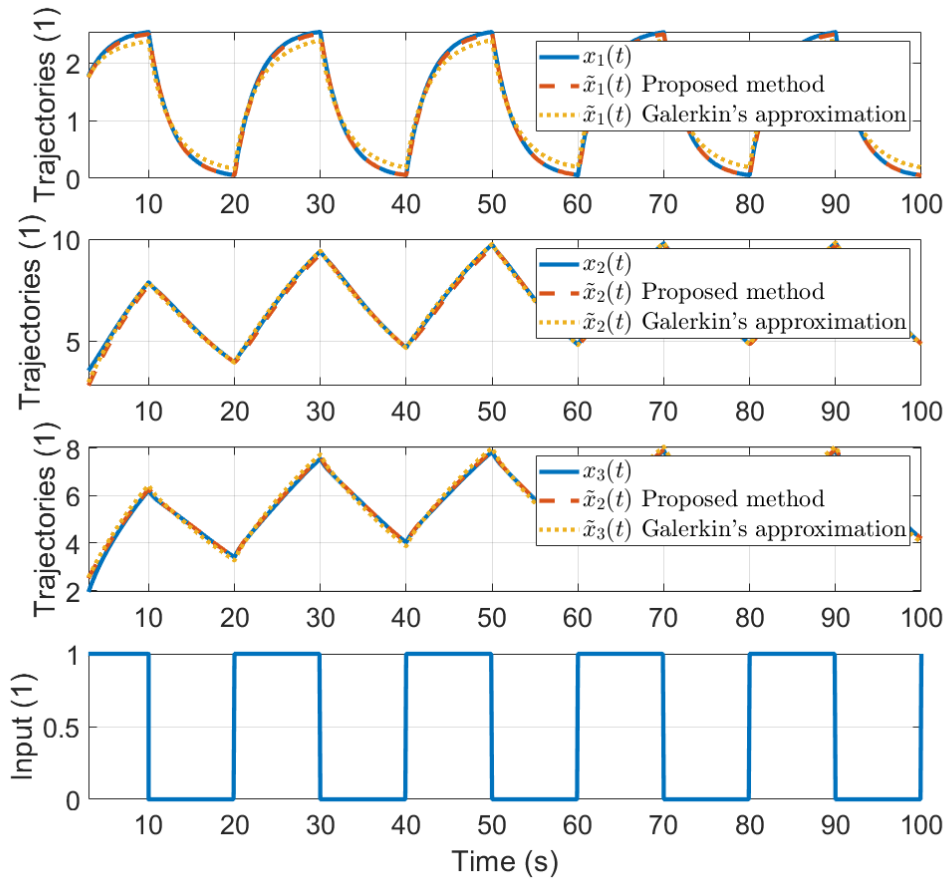 Trajectories (1)
2
1
0
x₁(t)
x̃₁(t) Proposed method
x̃₁(t) Galerkin's approximation
10 20 30 40 50 60 70 80 90 100
Trajectories (1)
10
5
x₂(t)
x̃₂(t) Proposed method
x̃₂(t) Galerkin's approximation
10 20 30 40 50 60 70 80 90 100
Trajectories (1)
8
6
4
2
x₃(t)
x̃₂(t) Proposed method
x̃₃(t) Galerkin's approximation
10 20 30 40 50 60 70 80 90 100
Input (1)
1
0.5
0
10 20 30 40 50 60 70 80 90 100
Time (s)